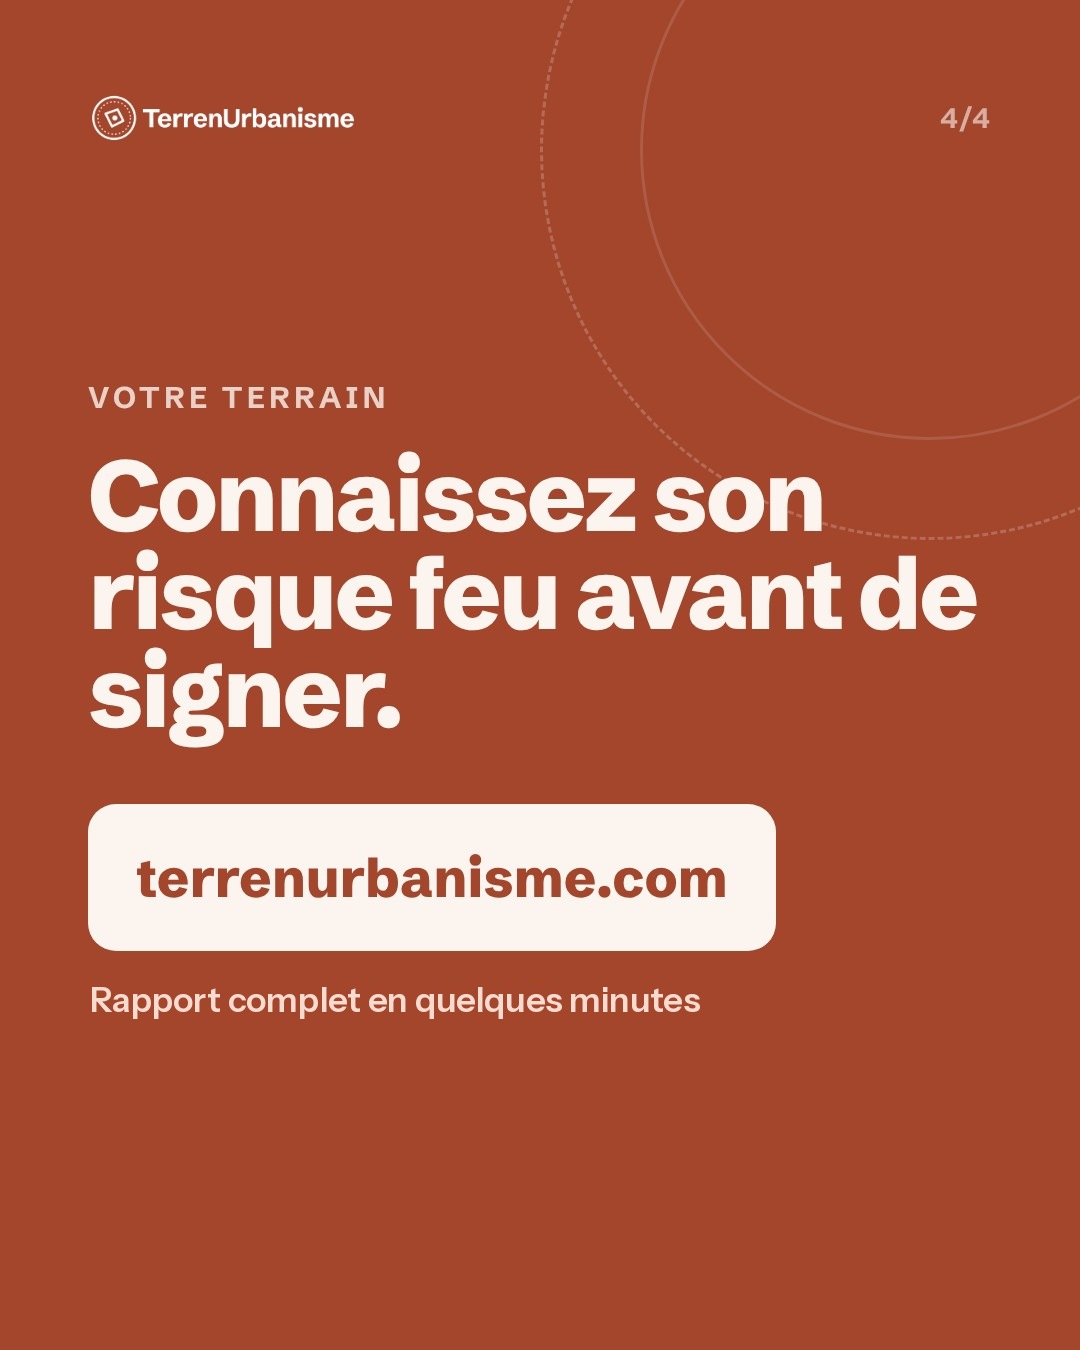 TerrenUrbanisme
4/4
VOTRE TERRAIN
Connaissez son
risque feu avant de
signer.
terrenurbanisme.com
Rapport complet en quelques minutes